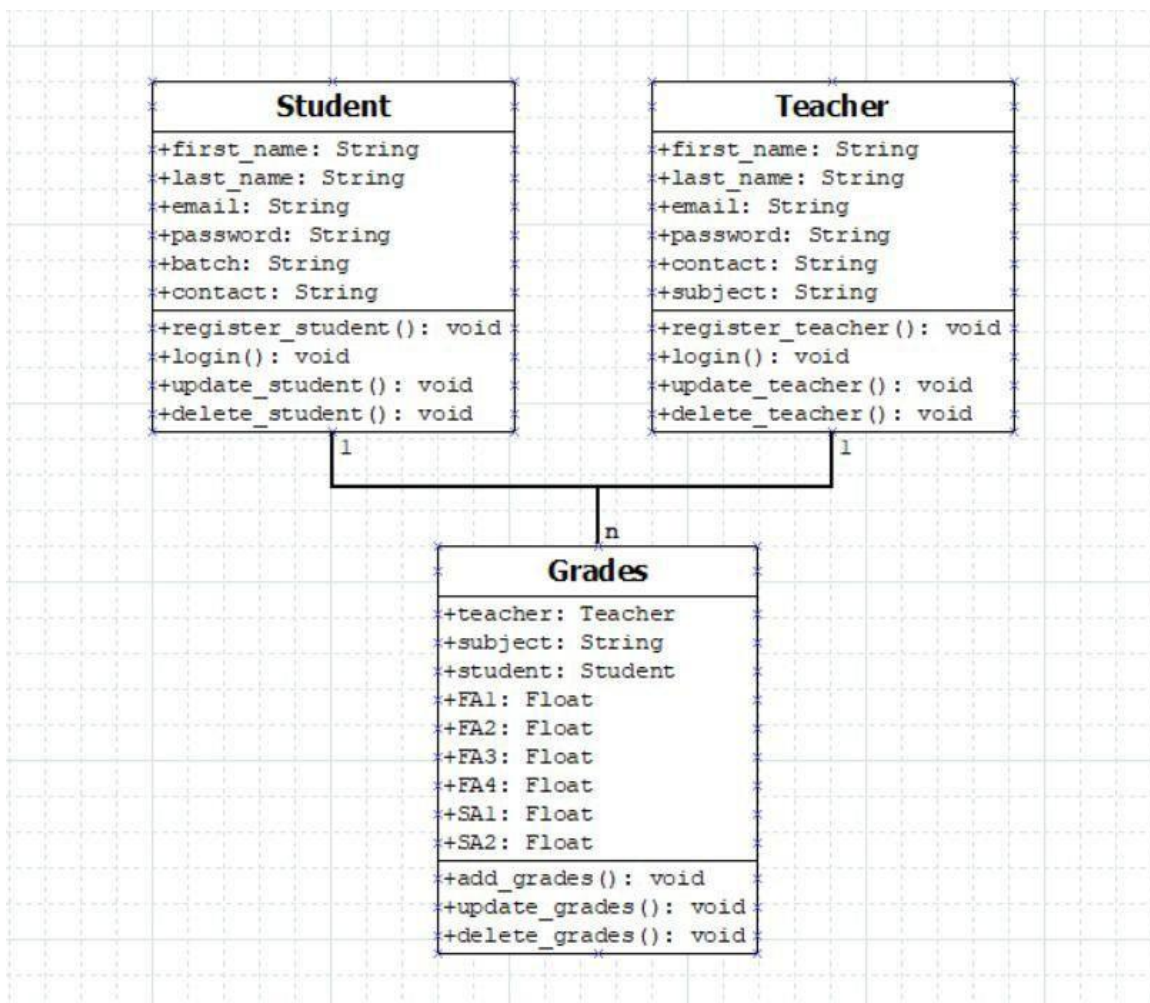 Student
+first_name: String
+last_name: String
+email: String
+password: String
+batch: String
+contact: String
+register_student(): void
+login(): void
+update_student(): void
+delete_student(): void
1
Teacher
+first_name: String
+last_name: String
+email: String
+password: String
+contact: String
+subject: String
+register_teacher(): void
+login(): void
+update_teacher(): void
+delete_teacher(): void
1
n
Grades
+teacher: Teacher
+subject: String
+student: Student
+FA1: Float
+FA2: Float
+FA3: Float
+FA4: Float
+SA1: Float
+SA2: Float
+add_grades(): void
+update_grades(): void
+delete_grades(): void